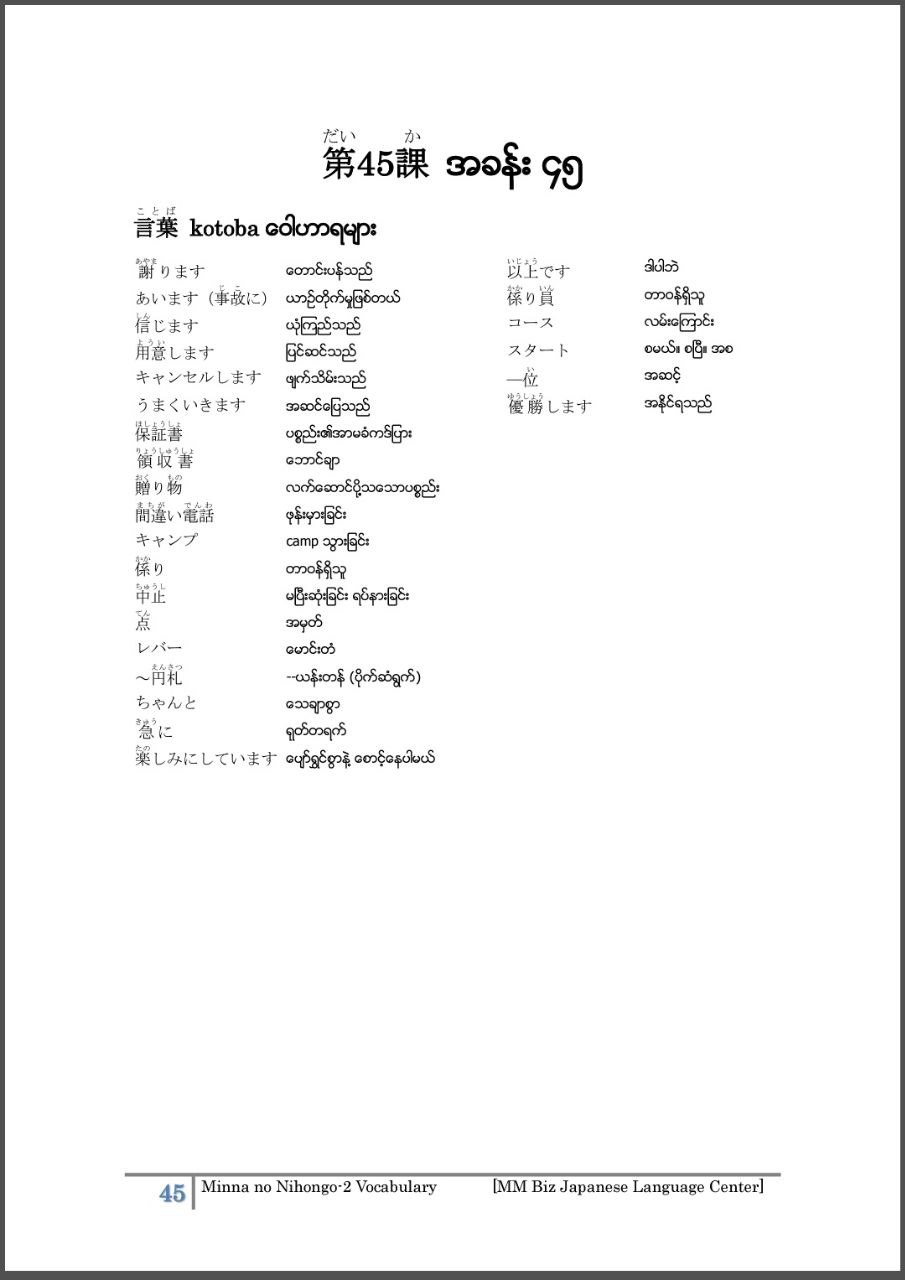 だい か
第45課 အခန်း ၄၅
ことば
言葉 kotoba ဝေါဟာရများ
あやま
謝ります တောင်းပန်သည်
じこ
あいます（事故に） ယာဉ်တိုက်မှုဖြစ်တယ်
しん
信じます ယုံကြည်သည်
ようい
用意します ပြင်ဆင်သည်
キャンセルします ဖျက်သိမ်းသည်
うまくいきます အဆင်ပြေသည်
ほしょうしょ
保証書 ပစ္စည်း၏အာမခံကဒ်ပြား
りょうしゅうしょ
領収書 ဘောင်ချာ
おく もの
贈り物 လက်ဆောင်ပို့သသောပစ္စည်း
まちが でんわ
間違い電話 ဖုန်းမှားခြင်း
キャンプ camp သွားခြင်း
かか
係り တာဝန်ရှိသူ
ちゅうし
中止 မပြီးဆုံးခြင်း ရပ်နားခြင်း
てん
点 အမှတ်
レバー မောင်းတံ
えんさつ
～円札 --ယန်းတန် (ပိုက်ဆံရွက်)
ちゃんと သေချာစွာ
きゅう
急に ရုတ်တရက်
たの
楽しみにしています ပျော်ရွှင်စွာနဲ့ စောင့်နေပါမယ်
いじょう
以上です ဒါပါဘဲ
かか いん
係り員 တာဝန်ရှိသူ
コース လမ်းကြောင်း
スタート စမယ်။ စပြီ။ အစ
い
―位 အဆင့်
ゆうしょう
優勝します အနိုင်ရသည်
45 Minna no Nihongo-2 Vocabulary [MM Biz Japanese Language Center]